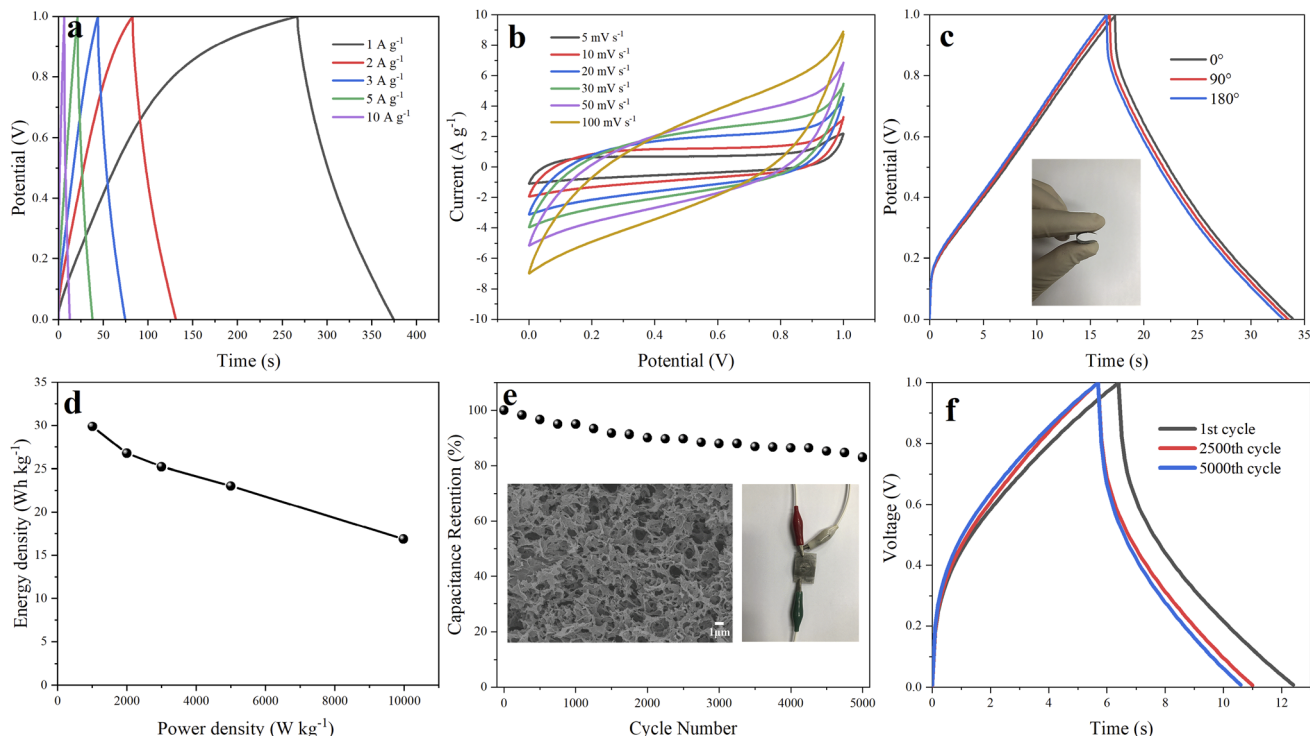 a
1 A g⁻¹
2 A g⁻¹
3 A g⁻¹
5 A g⁻¹
10 A g⁻¹
Potential (V)
1.0
0.8
0.6
0.4
0.2
0.0
0 50 100 150 200 250 300 350 400
Time (s)
b
5 mV s⁻¹
10 mV s⁻¹
20 mV s⁻¹
30 mV s⁻¹
50 mV s⁻¹
100 mV s⁻¹
Current (A g⁻¹)
10
8
6
4
2
0
-2
-4
-6
-8
-10
0.0 0.2 0.4 0.6 0.8 1.0
Potential (V)
c
0°
90°
180°
Potential (V)
1.0
0.8
0.6
0.4
0.2
0.0
0 5 10 15 20 25 30 35
Time (s)
d
Energy density (Wh kg⁻¹)
35
30
25
20
15
10
5
0
0 2000 4000 6000 8000 10000
Power density (W kg⁻¹)
e
Capacitance Retention (%)
100
80
60
40
20
0
1μm
0 1000 2000 3000 4000 5000
Cycle Number
f
1st cycle
2500th cycle
5000th cycle
Voltage (V)
1.0
0.8
0.6
0.4
0.2
0.0
0 2 4 6 8 10 12
Time (s)